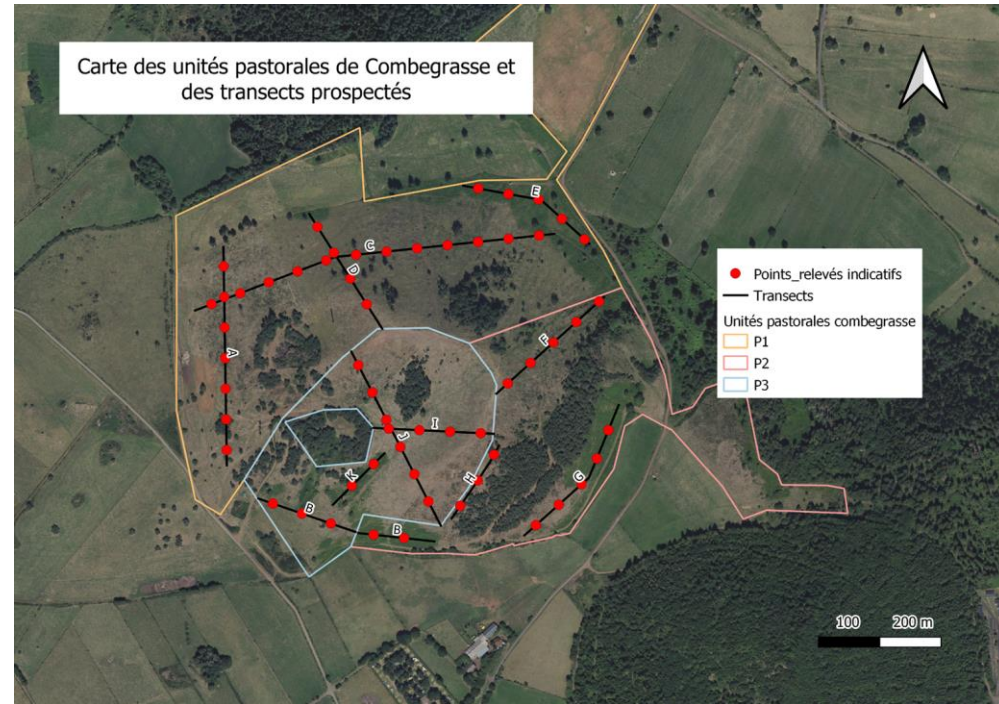 Carte des unités pastorales de Combegrasse et
des transects prospectés
E
C
D
A
F
I
J
K
H
G
B
B
Points_relevés indicatifs
Transects
Unités pastorales combegrasse
P1
P2
P3
100 200 m